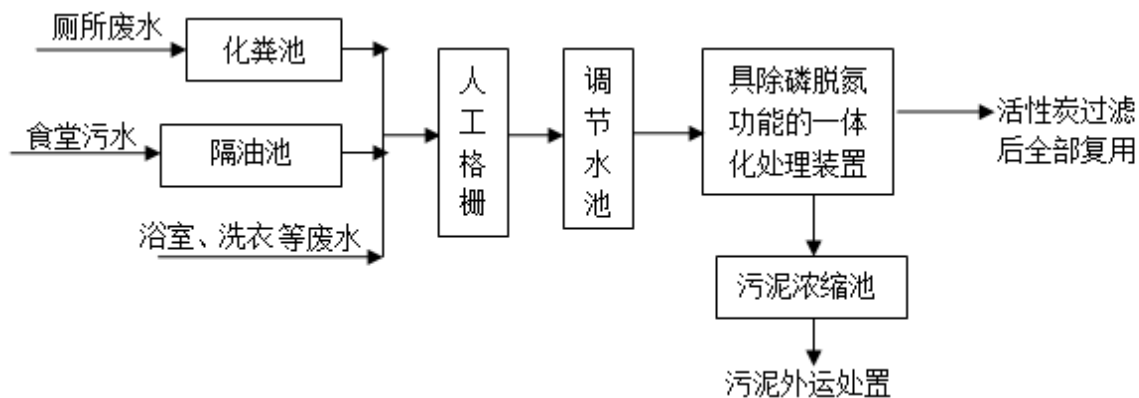 厕所废水
化粪池
食堂污水
隔油池
浴室、洗衣等废水
人
工
格
栅
调
节
水
池
具除磷脱氮
功能的一体
化处理装置
活性炭过滤
后全部复用
污泥浓缩池
污泥外运处置